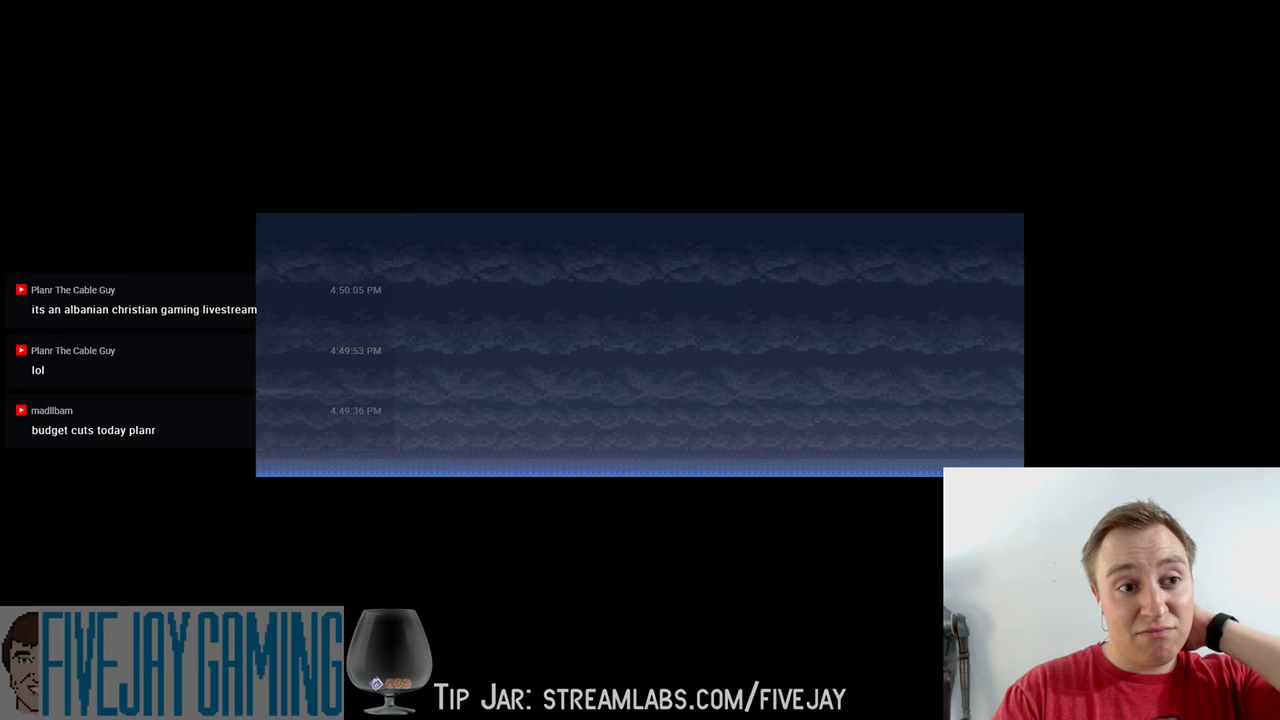 Planr The Cable Guy 4:50:05 PM
its an albanian christian gaming livestream
Planr The Cable Guy 4:49:53 PM
lol
madllbam 4:49:36 PM
budget cuts today planr
FIVEJAY GAMING
TIP JAR: STREAMLABS.COM/FIVEJAY